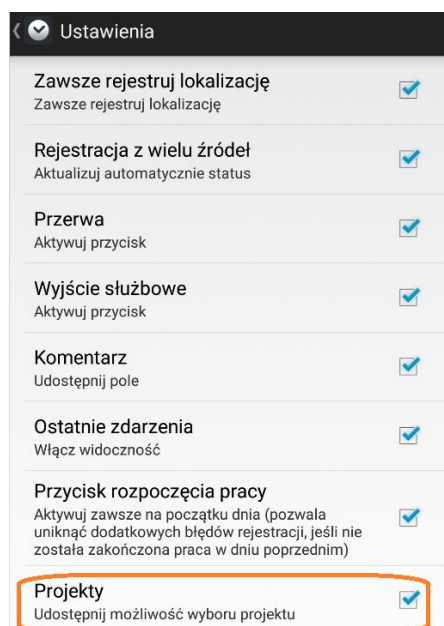 Ustawienia
Zawsze rejestruj lokalizację
Zawsze rejestruj lokalizację
Rejestracja z wielu źródeł
Aktualizuj automatycznie status
Przerwa
Aktywuj przycisk
Wyjście służbowe
Aktywuj przycisk
Komentarz
Udostępnij pole
Ostatnie zdarzenia
Włącz widoczność
Przycisk rozpoczęcia pracy
Aktywuj zawsze na początku dnia (pozwala
uniknąć dodatkowych błędów rejestracji, jeśli nie
została zakończona praca w dniu poprzednim)
Projekty
Udostępnij możliwość wyboru projektu